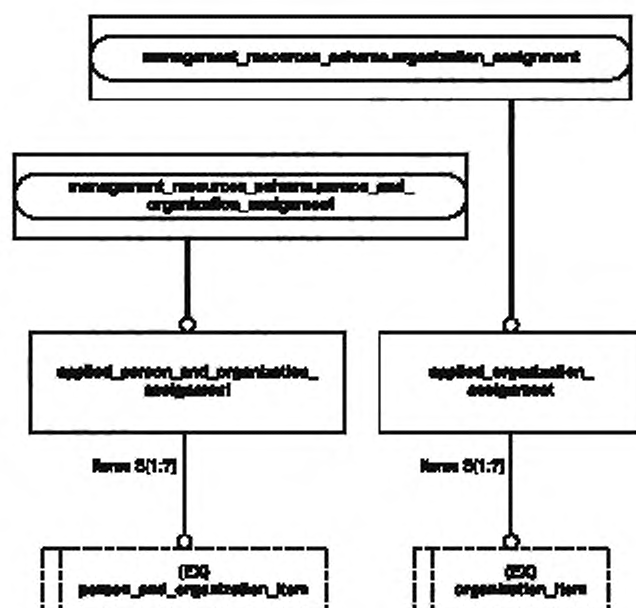 management_resources_schema.organization_assignment
management_resources_schema.person_and_
organization_assignment
applied_person_and_organization_
assignment
applied_organization_
assignment
items S[1:?]
items S[1:?]
(EX)
person_and_organization_item
(EX)
organization_item